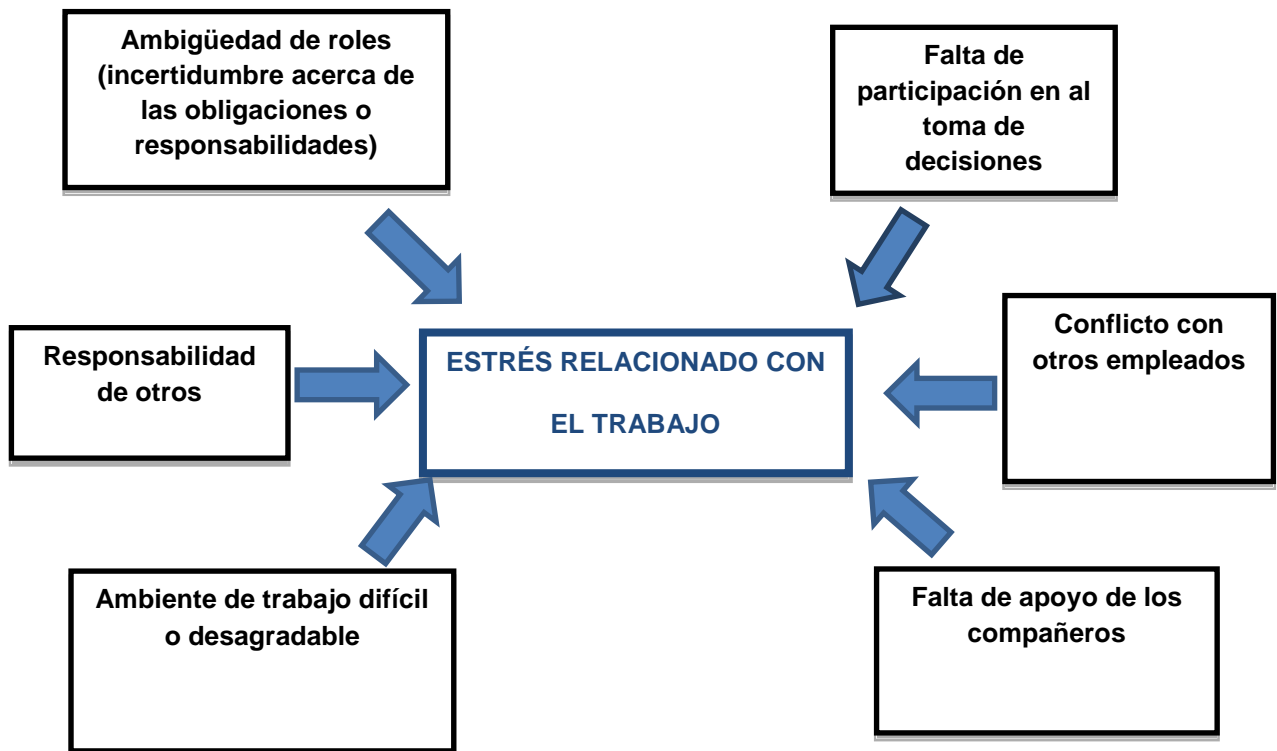 Ambigüedad de roles
(incertidumbre acerca de
las obligaciones o
responsabilidades)
Falta de
participación en al
toma de
decisiones
Responsabilidad
de otros
ESTRÉS RELACIONADO CON
EL TRABAJO
Conflicto con
otros empleados
Ambiente de trabajo difícil
o desagradable
Falta de apoyo de los
compañeros